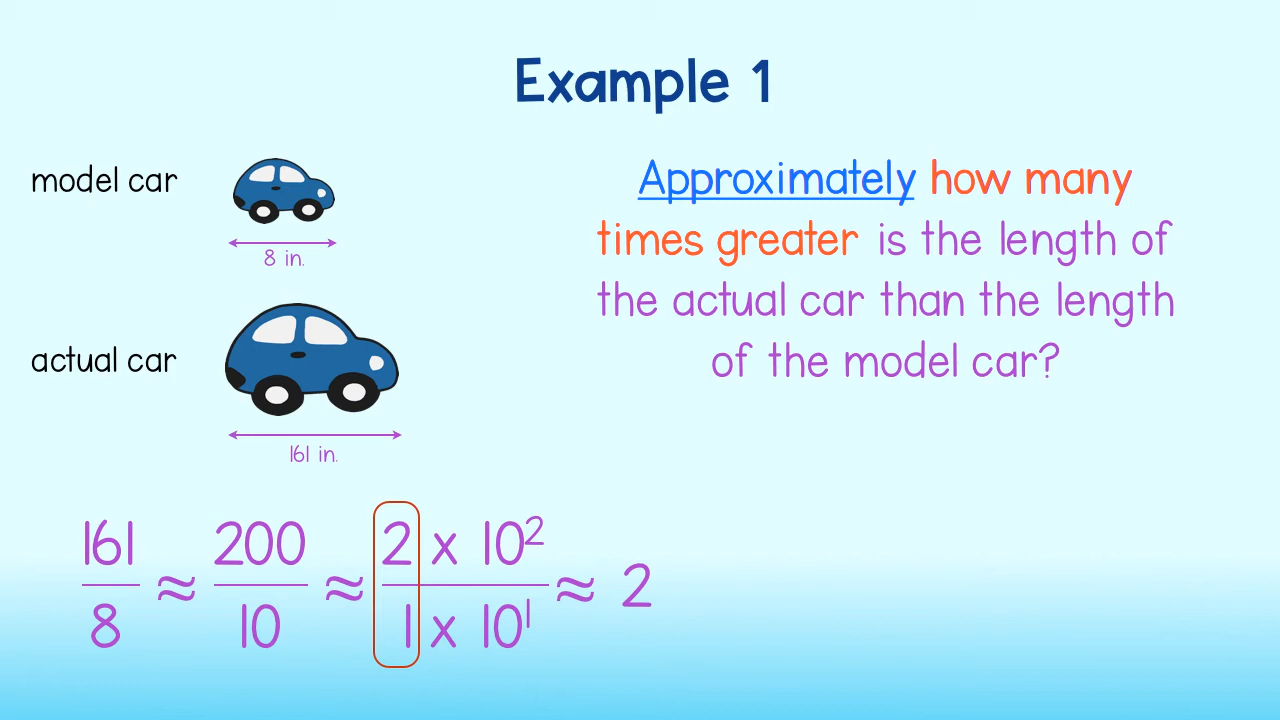 Example 1
model car
8 in.
actual car
161 in.
Approximately how many
times greater is the length of
the actual car than the length
of the model car?
161/8 ≈ 200/10 ≈ (2 x 10²)/(1 x 10¹) ≈ 2